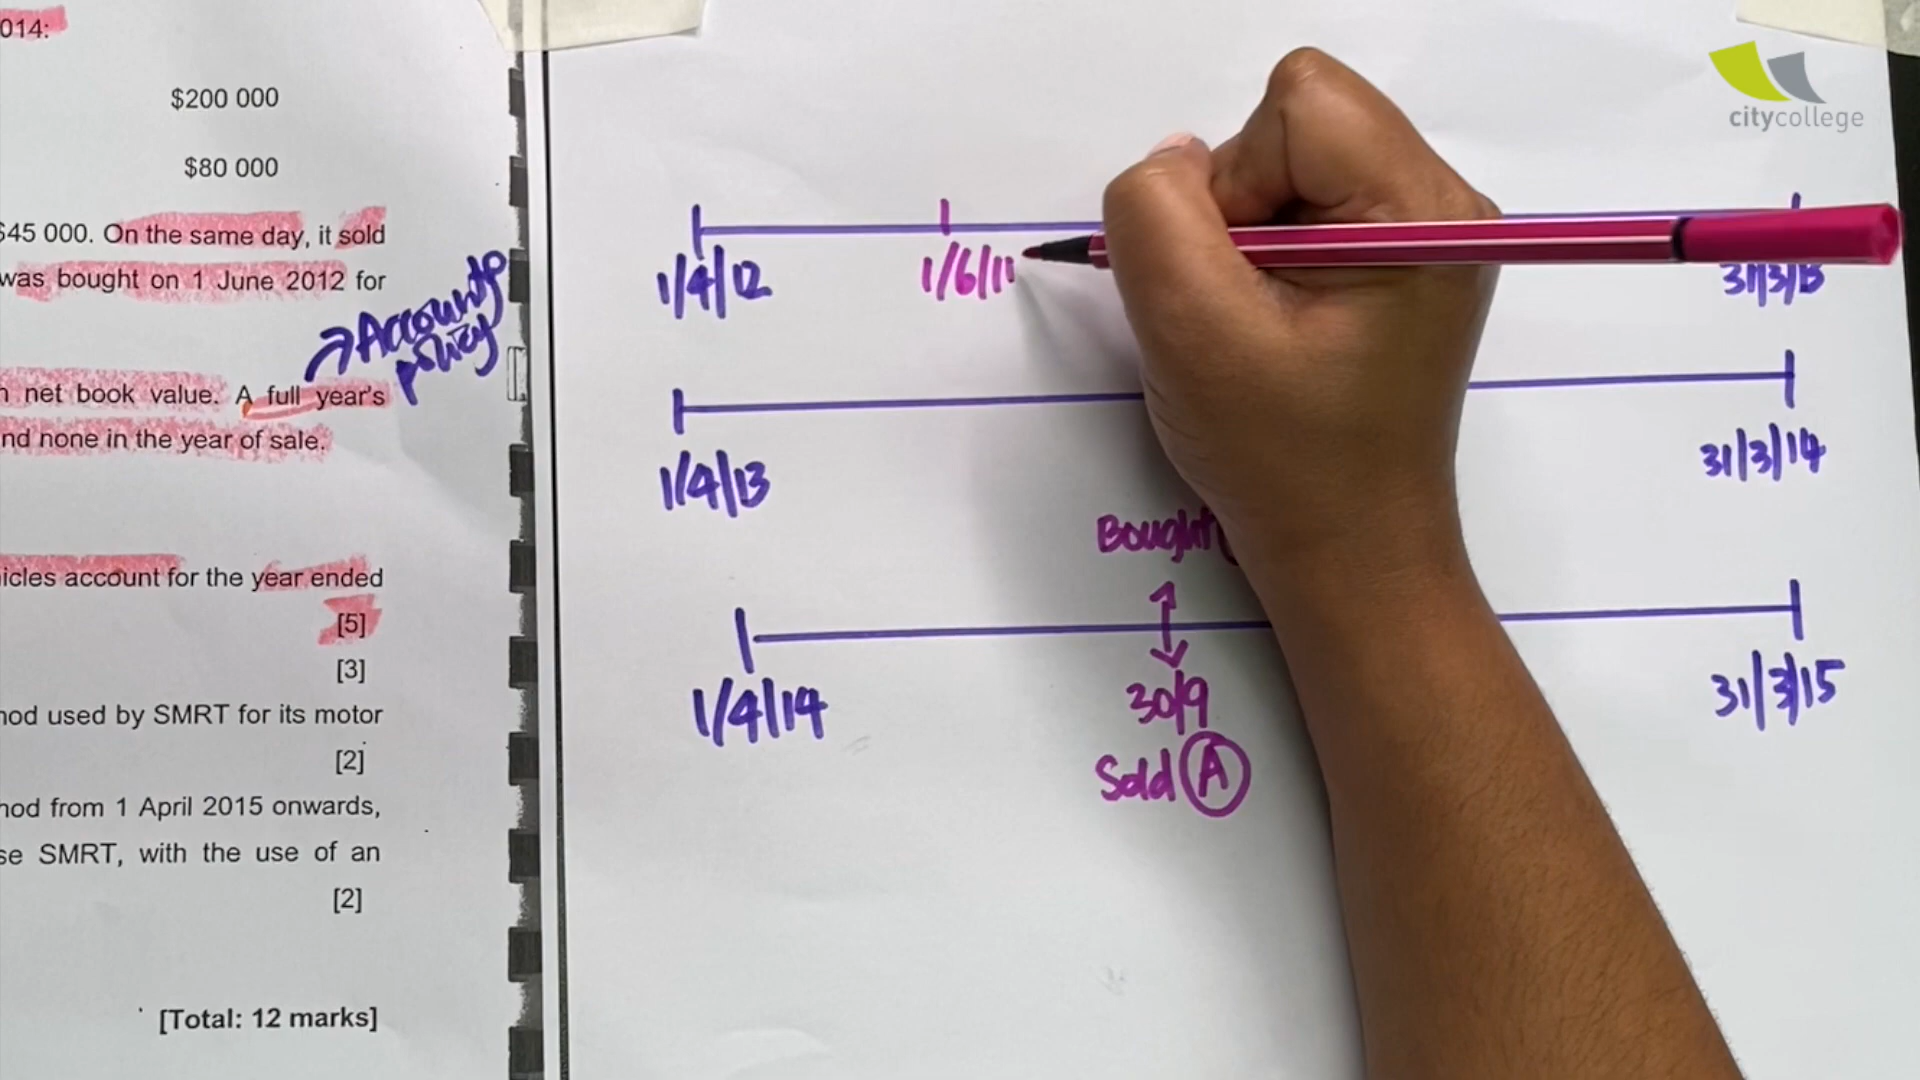 014:
$200 000
$80 000
$45 000. On the same day, it sold
was bought on 1 June 2012 for
Accounts
policy
n net book value. A full year's
nd none in the year of sale.
icles account for the year ended
[5]
[3]
nod used by SMRT for its motor
[2]
nod from 1 April 2015 onwards,
se SMRT, with the use of an
[2]
[Total: 12 marks]
citycollege
1/4/12
1/6/1
31/3/13
1/4/13
31/3/14
Bought
1/4/14
30/9
31/3/15
Sold A